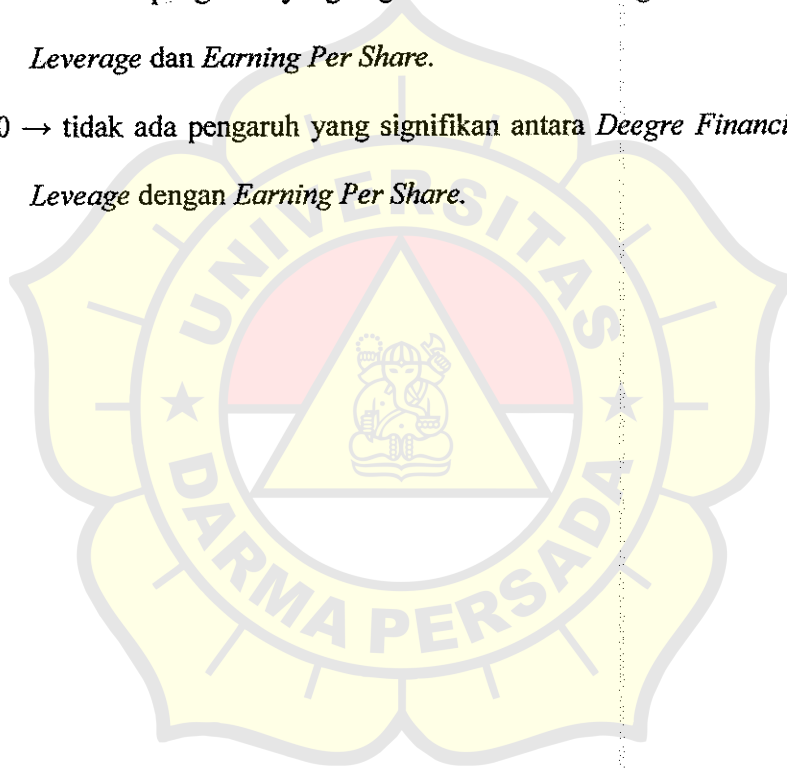 Leverage dan Earning Per Share.
0 → tidak ada pengaruh yang signifikan antara Deegre Financi
Leveage dengan Earning Per Share.
UNIVERSITAS
DARMA PERSADA